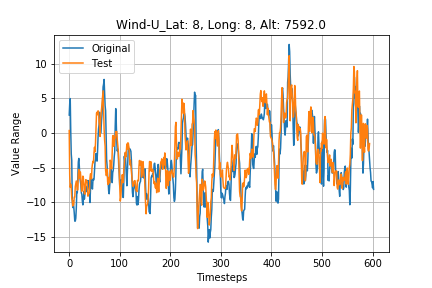 Wind-U_Lat: 8, Long: 8, Alt: 7592.0
Original
Test
Value Range
10
5
0
−5
−10
−15
0 100 200 300 400 500 600
Timesteps